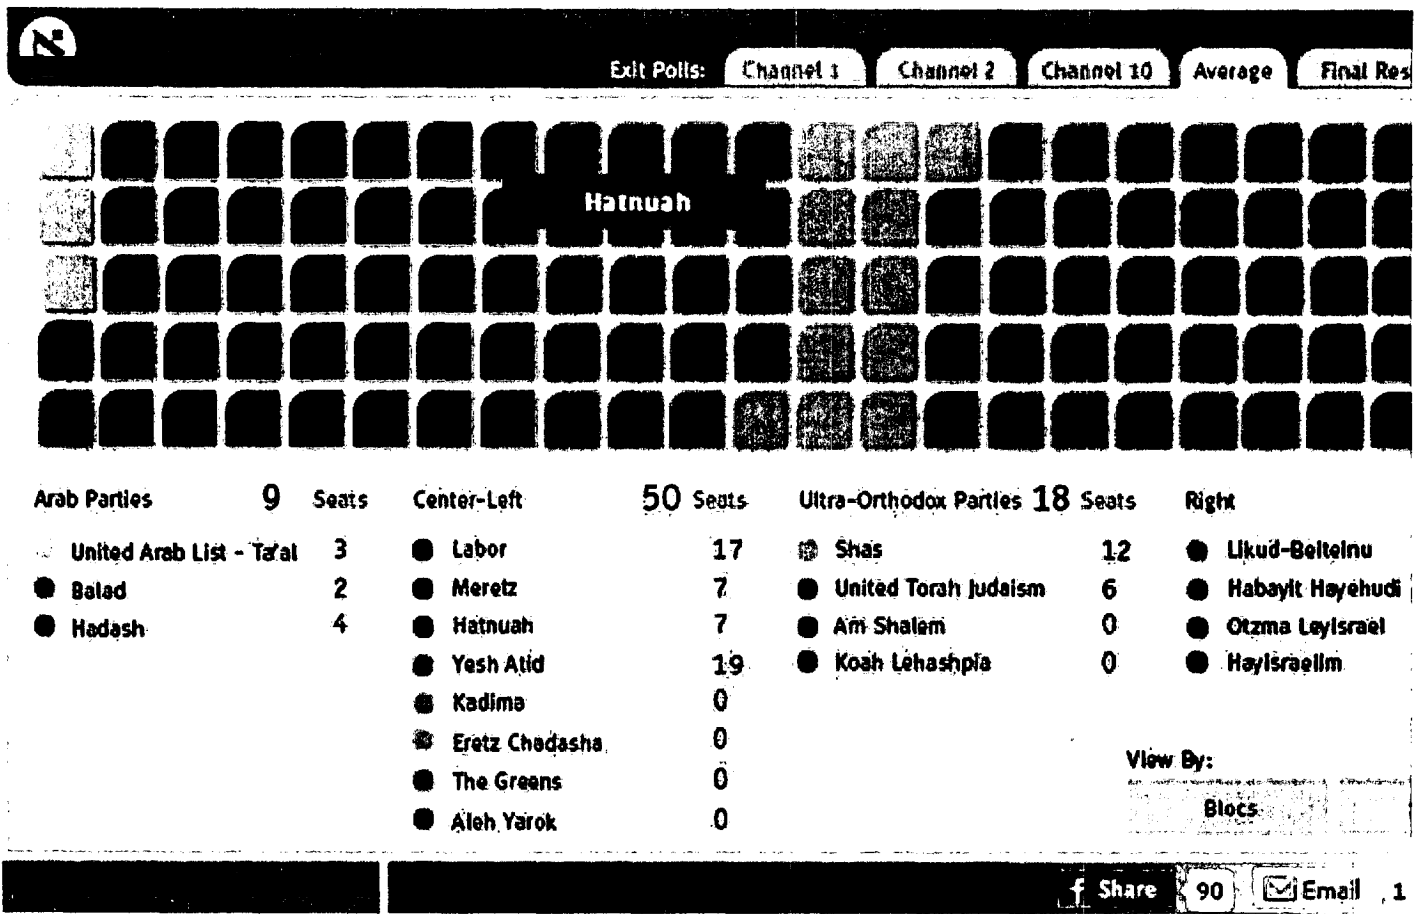 Exit Polls: Channel 1 Channel 2 Channel 10 Average Final Res
Hatnuah
Arab Parties 9 Seats
United Arab List - Ta'al 3
Balad 2
Hadash 4
Center-Left 50 Seats
Labor 17
Meretz 7
Hatnuah 7
Yesh Atid 19
Kadima 0
Eretz Chadasha 0
The Greens 0
Aleh Yarok 0
Ultra-Orthodox Parties 18 Seats
Shas 12
United Torah Judaism 6
Am Shalem 0
Koah Lehashpia 0
Right
Likud-Beiteinu
Habayit Hayehudi
Otzma LeYisrael
HaYisraelim
View By:
Blocs
f Share 90 Email 1